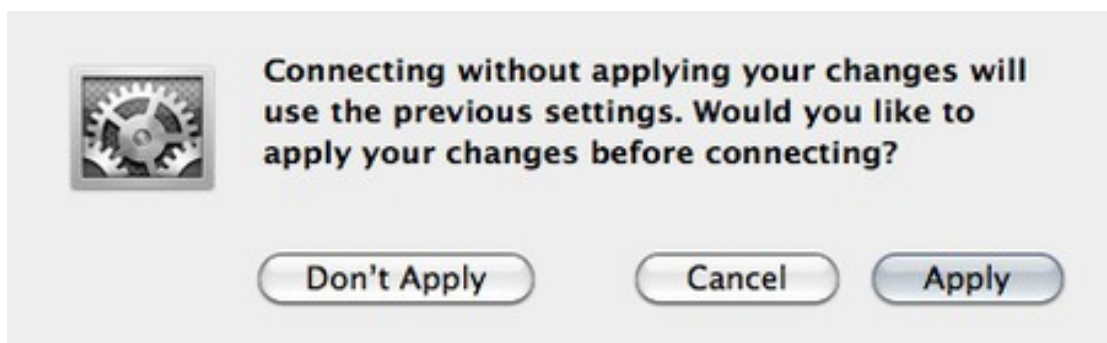 Connecting without applying your changes will
use the previous settings. Would you like to
apply your changes before connecting?
Don't Apply Cancel Apply